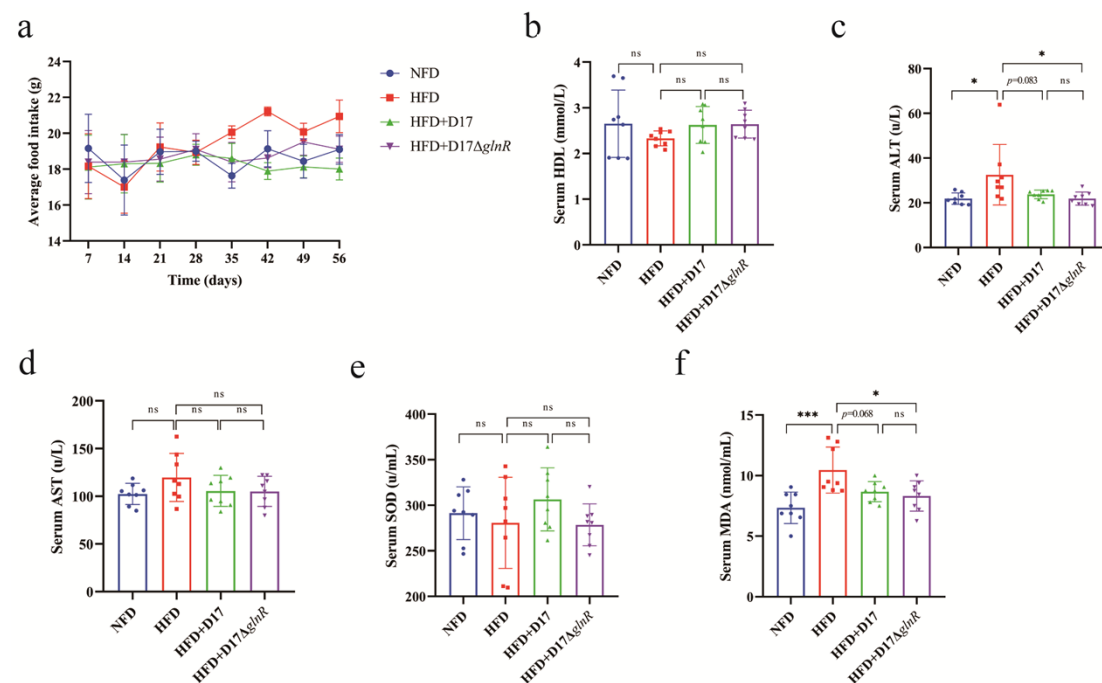 a
Average food intake (g)
24
22
20
18
16
14
7 14 21 28 35 42 49 56
Time (days)
NFD
HFD
HFD+D17
HFD+D17ΔglnR
b
Serum HDL (mmol/L)
4
3
2
1
0
ns
ns
ns
ns
NFD
HFD
HFD+D17
HFD+D17ΔglnR
c
Serum ALT (u/L)
80
60
40
20
0
*
*
p=0.083
ns
NFD
HFD
HFD+D17
HFD+D17ΔglnR
d
Serum AST (u/L)
200
150
100
50
0
ns
ns
ns
ns
NFD
HFD
HFD+D17
HFD+D17ΔglnR
e
Serum SOD (u/mL)
400
350
300
250
200
ns
ns
ns
ns
NFD
HFD
HFD+D17
HFD+D17ΔglnR
f
Serum MDA (nmol/mL)
15
10
5
0
*
***
p=0.068
ns
NFD
HFD
HFD+D17
HFD+D17ΔglnR